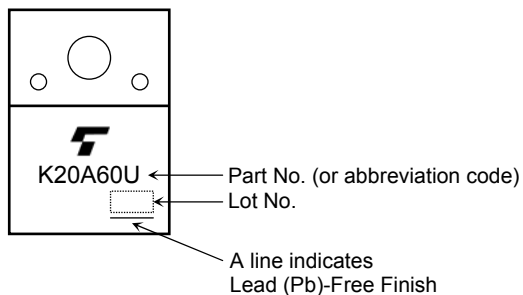 K20A60U
Part No. (or abbreviation code)
Lot No.
A line indicates
Lead (Pb)-Free Finish